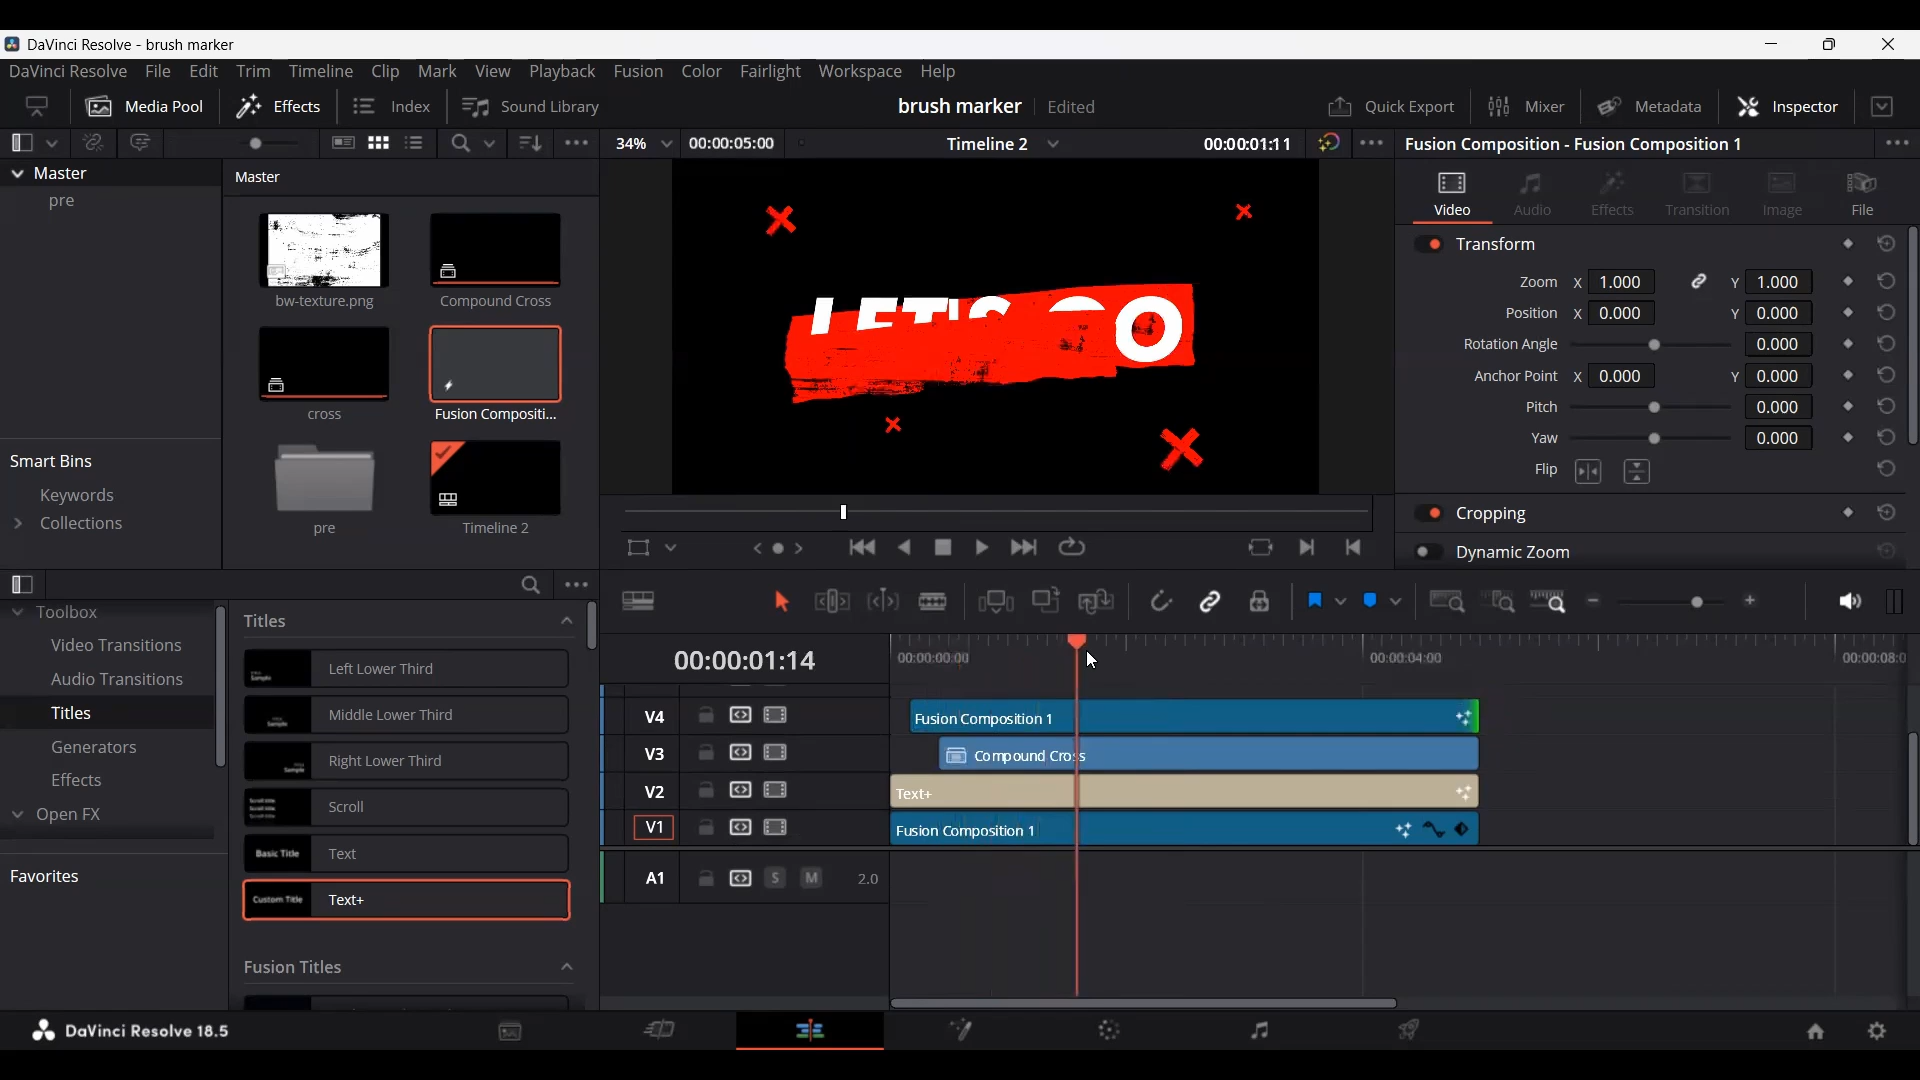 DaVinci Resolve - brush marker
DaVinci Resolve File Edit Trim Timeline Clip Mark View Playback Fusion Color Fairlight Workspace Help
Media Pool Effects Index Sound Library brush marker Edited Quick Export Mixer Metadata Inspector
34% 00:00:05:00 Timeline 2 00:00:01:11 Fusion Composition - Fusion Composition 1
Master
pre
Master
bw-texture.png
Compound Cross
cross
Fusion Compositi...
pre
Timeline 2
Smart Bins
Keywords
Collections
LET'S GO
Video Audio Effects Transition Image File
Transform
Zoom X 1.000 Y 1.000
Position X 0.000 Y 0.000
Rotation Angle 0.000
Anchor Point X 0.000 Y 0.000
Pitch 0.000
Yaw 0.000
Flip
Cropping
Dynamic Zoom
Toolbox
Video Transitions
Audio Transitions
Titles
Generators
Effects
Open FX
Favorites
Titles
Left Lower Third
Middle Lower Third
Right Lower Third
Scroll
Basic Title Text
Custom Title Text+
Fusion Titles
00:00:01:14
00:00:00:00 00:00:04:00 00:00:08:0
V4 Fusion Composition 1
V3 Compound Cross
V2 Text+
V1 Fusion Composition 1
A1 S M 2.0
DaVinci Resolve 18.5